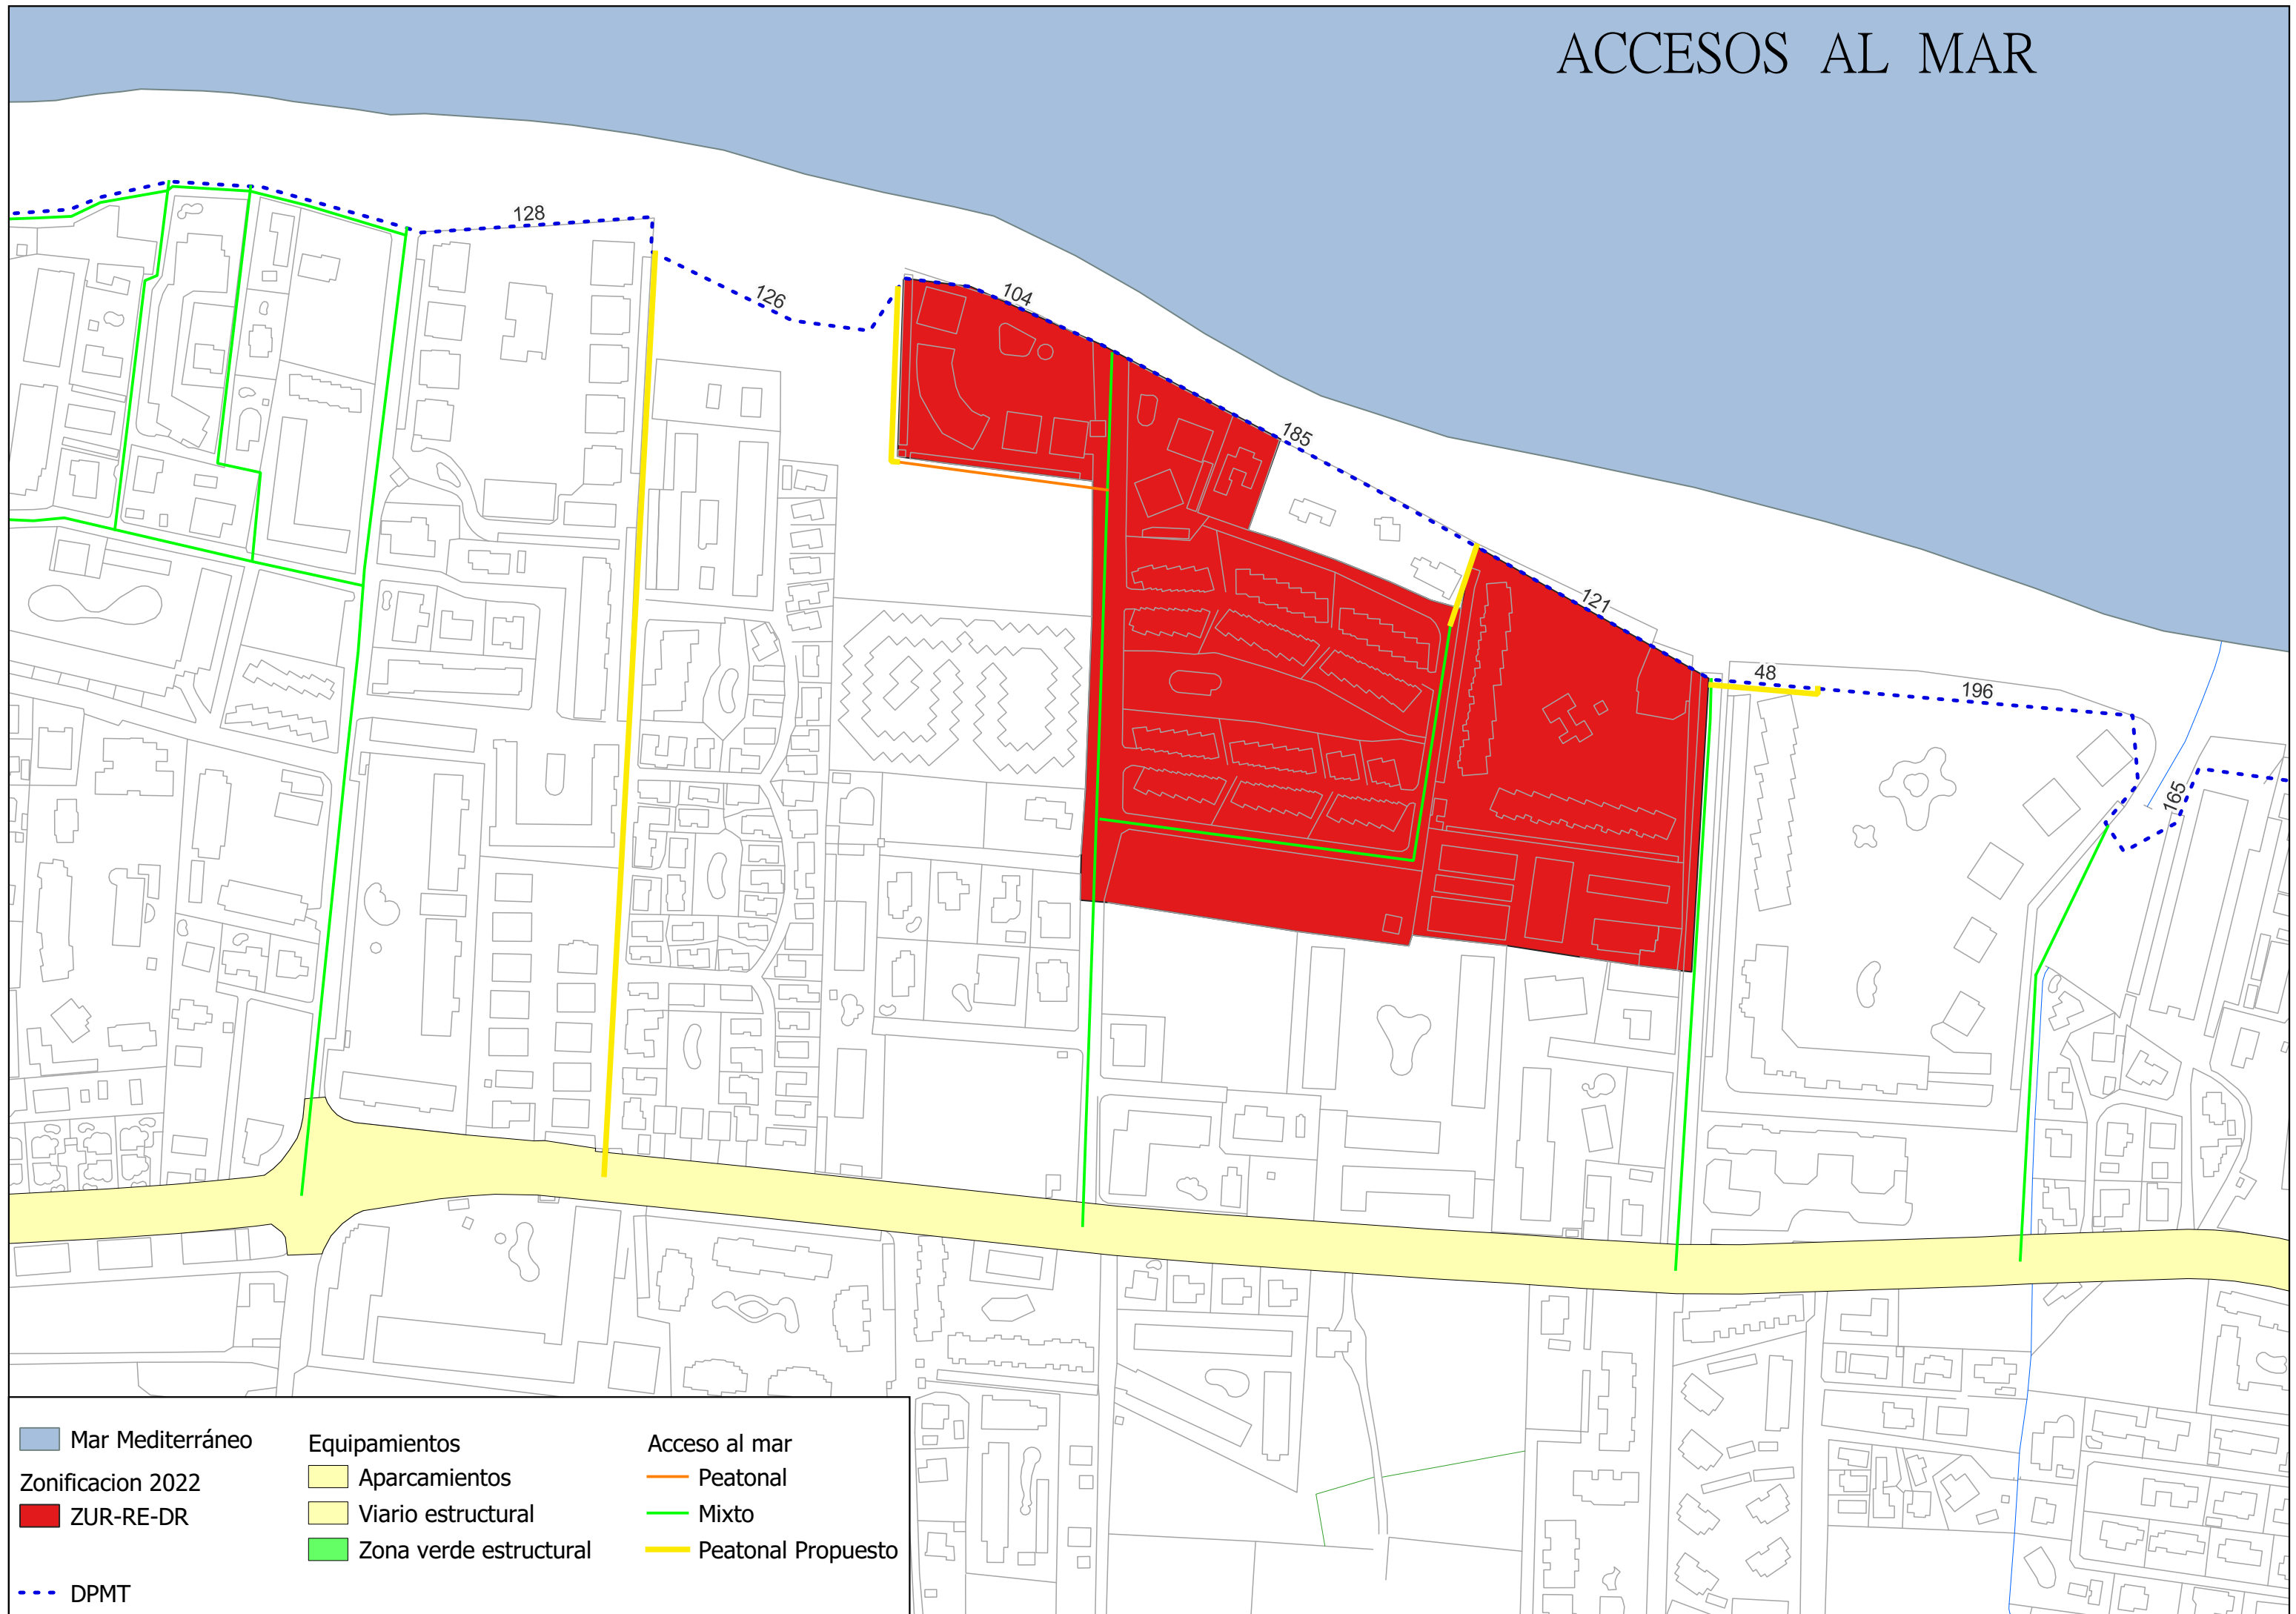 ACCESOS AL MAR
128
126
104
185
121
48
196
165
Mar Mediterráneo
Zonificacion 2022
ZUR-RE-DR
DPMT
Equipamientos
Aparcamientos
Viario estructural
Zona verde estructural
Acceso al mar
Peatonal
Mixto
Peatonal Propuesto